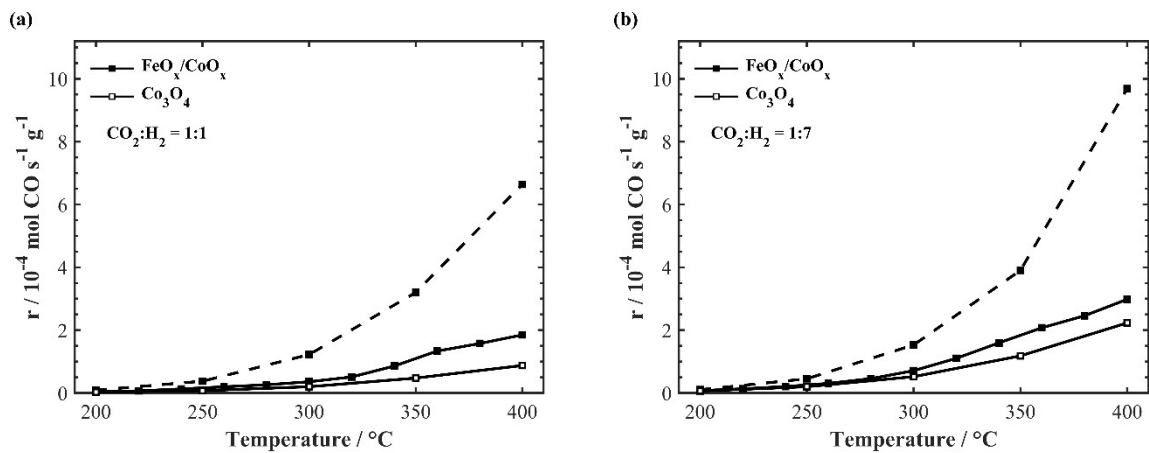 (a)
10
8
6
4
2
0
r / 10⁻⁴ mol CO s⁻¹ g⁻¹
FeOₓ/CoOₓ
Co₃O₄
CO₂:H₂ = 1:1
200 250 300 350 400
Temperature / °C
(b)
10
8
6
4
2
0
r / 10⁻⁴ mol CO s⁻¹ g⁻¹
FeOₓ/CoOₓ
Co₃O₄
CO₂:H₂ = 1:7
200 250 300 350 400
Temperature / °C